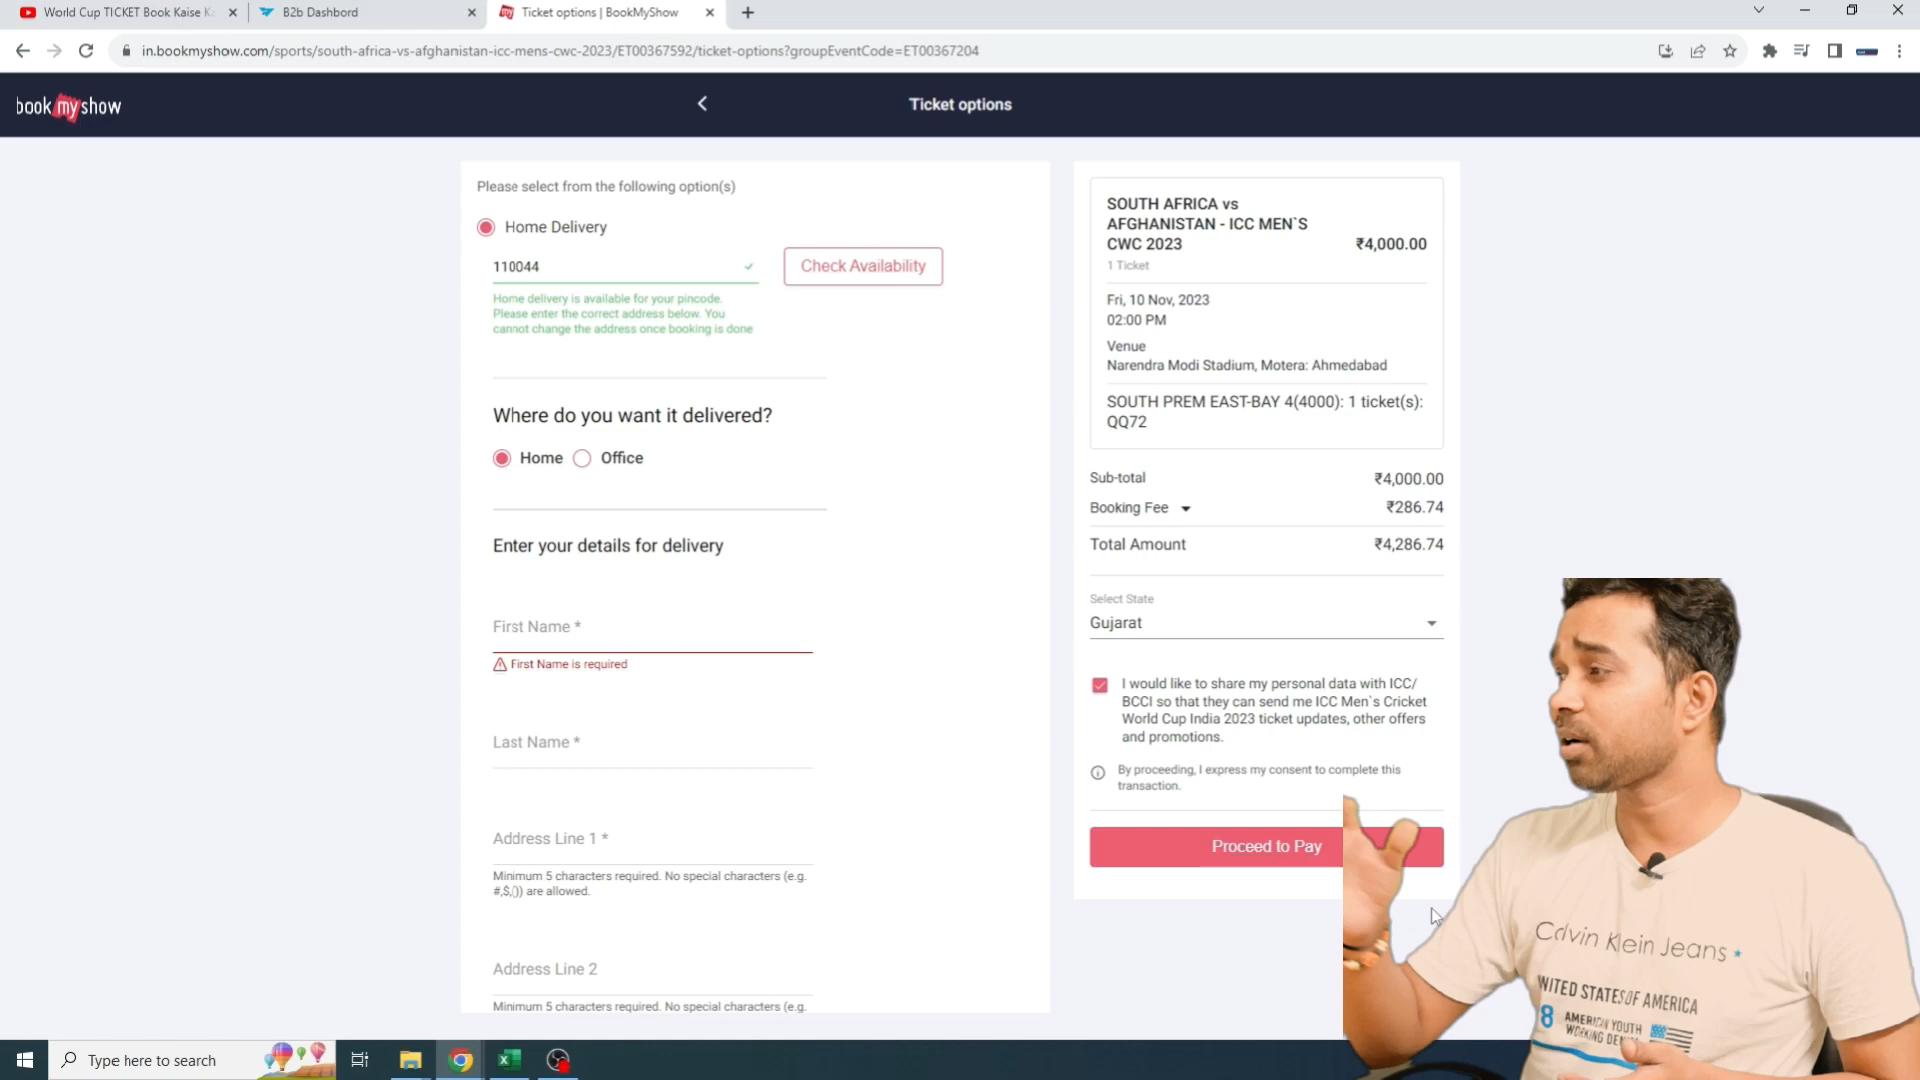 World Cup TICKET Book Kaise Ka
B2b Dashbord
Ticket options | BookMyShow
in.bookmyshow.com/sports/south-africa-vs-afghanistan-icc-mens-cwc-2023/ET00367592/ticket-options?groupEventCode=ET00367204
book my show
Ticket options
Please select from the following option(s)
Home Delivery
110044
Check Availability
Home delivery is available for your pincode.
Please enter the correct address below. You
cannot change the address once booking is done
Where do you want it delivered?
Home
Office
Enter your details for delivery
First Name *
First Name is required
Last Name *
Address Line 1 *
Minimum 5 characters required. No special characters (e.g.
#,$,()) are allowed.
Address Line 2
Minimum 5 characters required. No special characters (e.g.
SOUTH AFRICA vs
AFGHANISTAN - ICC MEN`S
CWC 2023
₹4,000.00
1 Ticket
Fri, 10 Nov, 2023
02:00 PM
Venue
Narendra Modi Stadium, Motera: Ahmedabad
SOUTH PREM EAST-BAY 4(4000): 1 ticket(s):
QQ72
Sub-total ₹4,000.00
Booking Fee ₹286.74
Total Amount ₹4,286.74
Select State
Gujarat
I would like to share my personal data with ICC/
BCCI so that they can send me ICC Men`s Cricket
World Cup India 2023 ticket updates, other offers
and promotions.
By proceeding, I express my consent to complete this
transaction.
Proceed to Pay
Calvin Klein Jeans
UNITED STATES OF AMERICA
8 AMERICAN YOUTH
WORKING
Type here to search